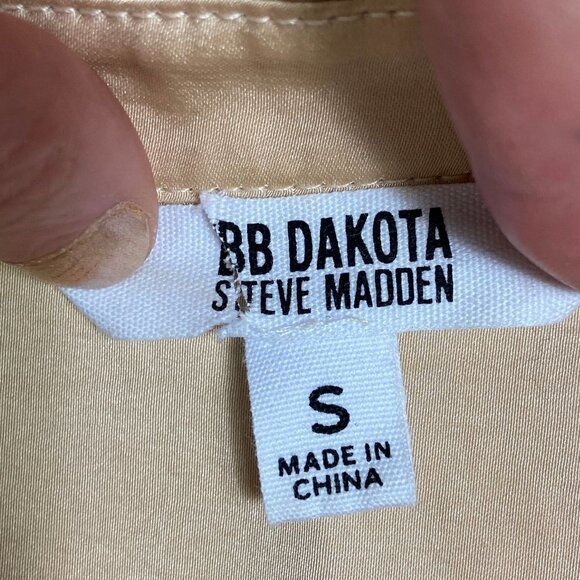 BB DAKOTA
STEVE MADDEN
S
MADE IN
CHINA